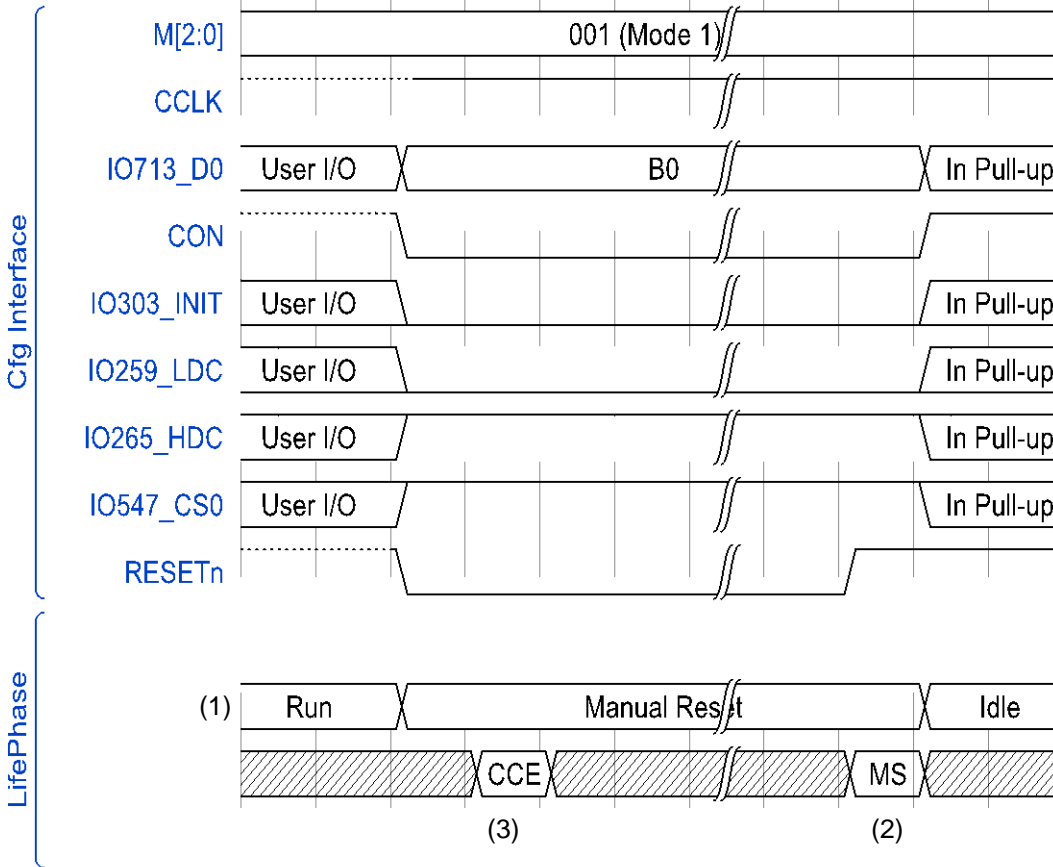 M[2:0] 001 (Mode 1)
CCLK
IO713_D0 User I/O B0 In Pull-up
CON
IO303_INIT User I/O In Pull-up
IO259_LDC User I/O In Pull-up
IO265_HDC User I/O In Pull-up
IO547_CS0 User I/O In Pull-up
RESETn
Cfg Interface
(1) Run Manual Reset Idle
CCE MS
(3) (2)
LifePhase